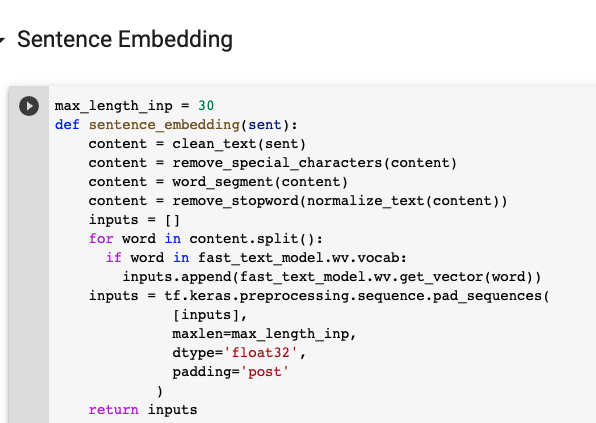 Sentence Embedding
max_length_inp = 30
def sentence_embedding(sent):
    content = clean_text(sent)
    content = remove_special_characters(content)
    content = word_segment(content)
    content = remove_stopword(normalize_text(content))
    inputs = []
    for word in content.split():
      if word in fast_text_model.wv.vocab:
        inputs.append(fast_text_model.wv.get_vector(word))
    inputs = tf.keras.preprocessing.sequence.pad_sequences(
              [inputs],
              maxlen=max_length_inp,
              dtype='float32',
              padding='post'
            )
    return inputs